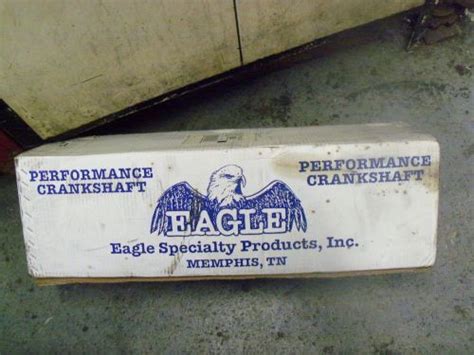 PERFORMANCE
CRANKSHAFT
PERFORMANCE
CRANKSHAFT
EAGLE
Eagle Specialty Products, Inc.
MEMPHIS, TN